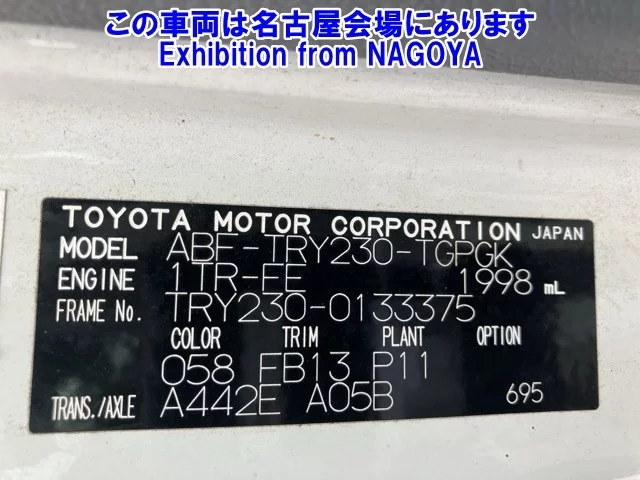 この車両は名古屋会場にあります
Exhibition from NAGOYA
TOYOTA MOTOR CORPORATION JAPAN
MODEL ABF-TRY230-TGPGK
ENGINE 1TR-FE 1998 mL
FRAME No. TRY230-0133375
COLOR TRIM PLANT OPTION
058 FB13 P11
TRANS./AXLE A442E A05B 695